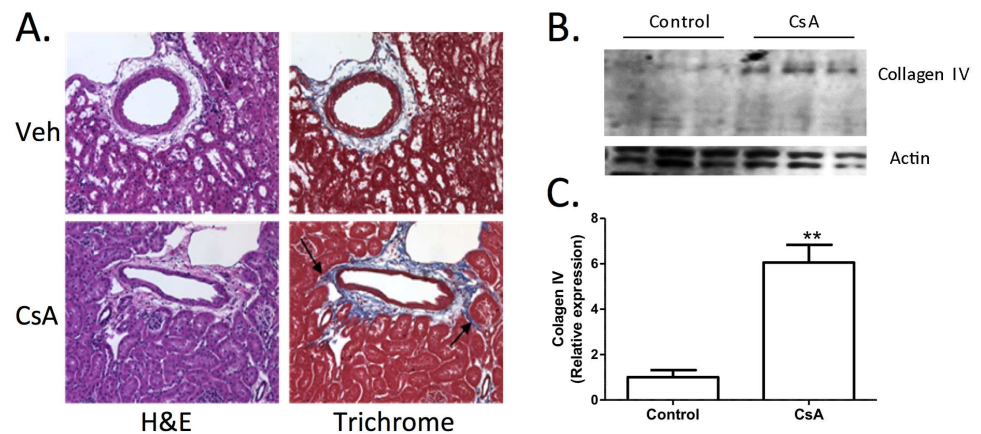 A.
Veh
CsA
H&E Trichrome
B.
Control CsA
Collagen IV
Actin
C.
Colagen IV
(Relative expression)
8
6
4
2
0
**
Control CsA